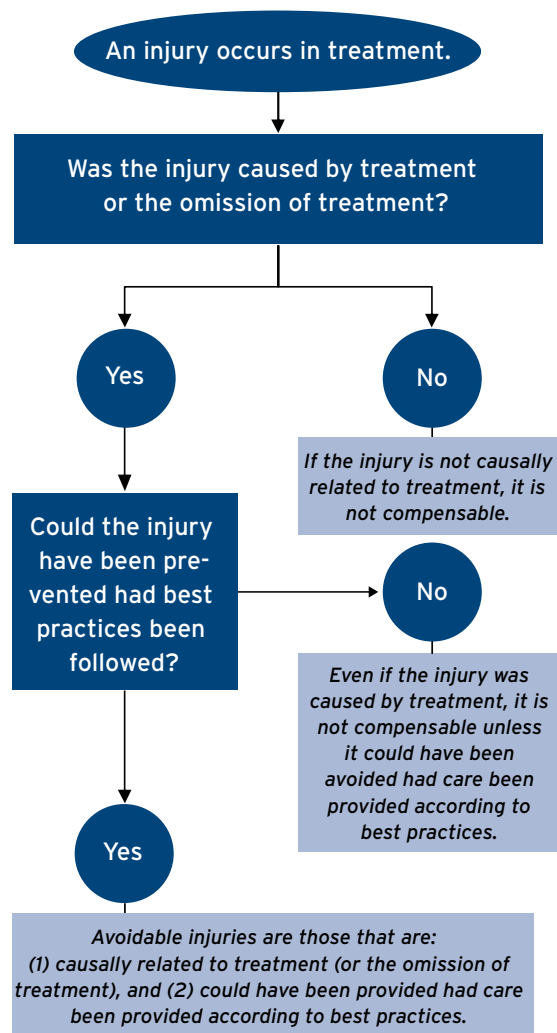 An injury occurs in treatment.
Was the injury caused by treatment
or the omission of treatment?
Yes
No
If the injury is not causally
related to treatment, it is
not compensable.
Could the injury
have been pre-
vented had best
practices been
followed?
No
Even if the injury was
caused by treatment, it is
not compensable unless
it could have been
avoided had care been
provided according to
best practices.
Yes
Avoidable injuries are those that are:
(1) causally related to treatment (or the omission of
treatment), and (2) could have been provided had care
been provided according to best practices.